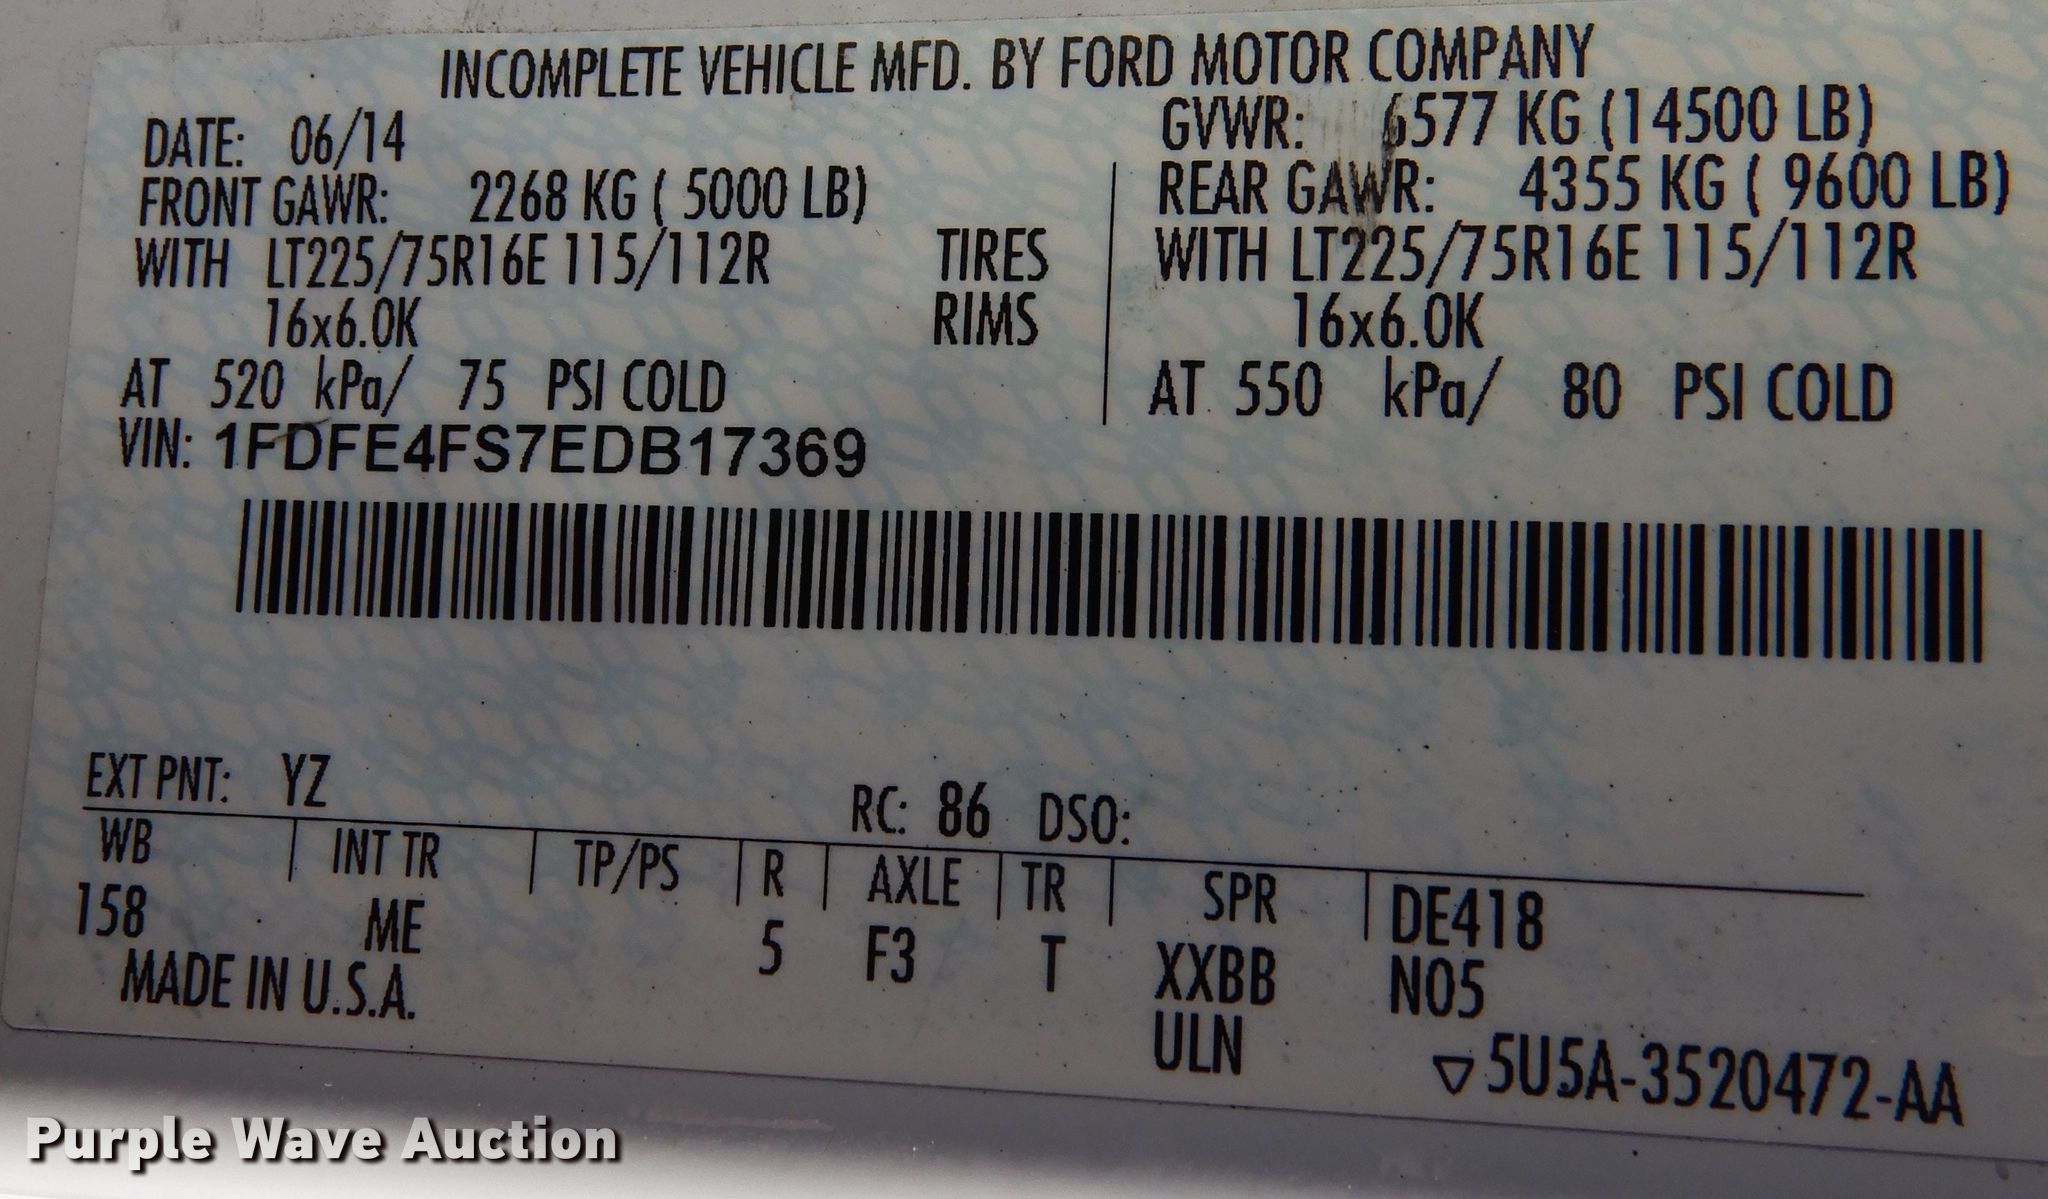 INCOMPLETE VEHICLE MFD. BY FORD MOTOR COMPANY
DATE: 06/14
GVWR: 6577 KG (14500 LB)
FRONT GAWR: 2268 KG ( 5000 LB)
REAR GAWR: 4355 KG ( 9600 LB)
WITH LT225/75R16E 115/112R TIRES WITH LT225/75R16E 115/112R
16x6.0K RIMS 16x6.0K
AT 520 kPa/ 75 PSI COLD
AT 550 kPa/ 80 PSI COLD
VIN: 1FDFE4FS7EDB17369
EXT PNT: YZ RC: 86 DSO:
WB INT TR TP/PS R AXLE TR SPR DE418
158 ME 5 F3 T XXBB N05
MADE IN U.S.A. ULN
▽5U5A-3520472-AA
Purple Wave Auction